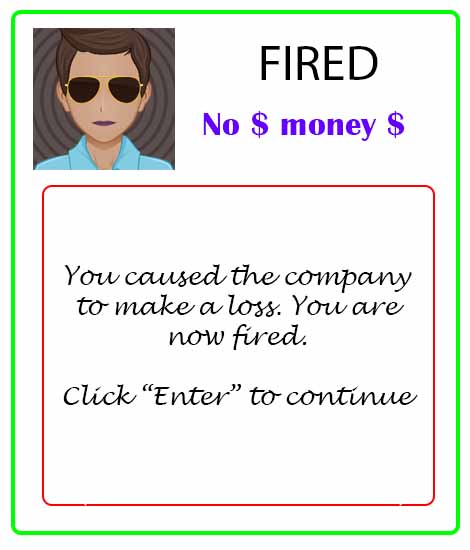 FIRED
No $ money $
You caused the company
to make a loss. You are
now fired.
Click “Enter” to continue